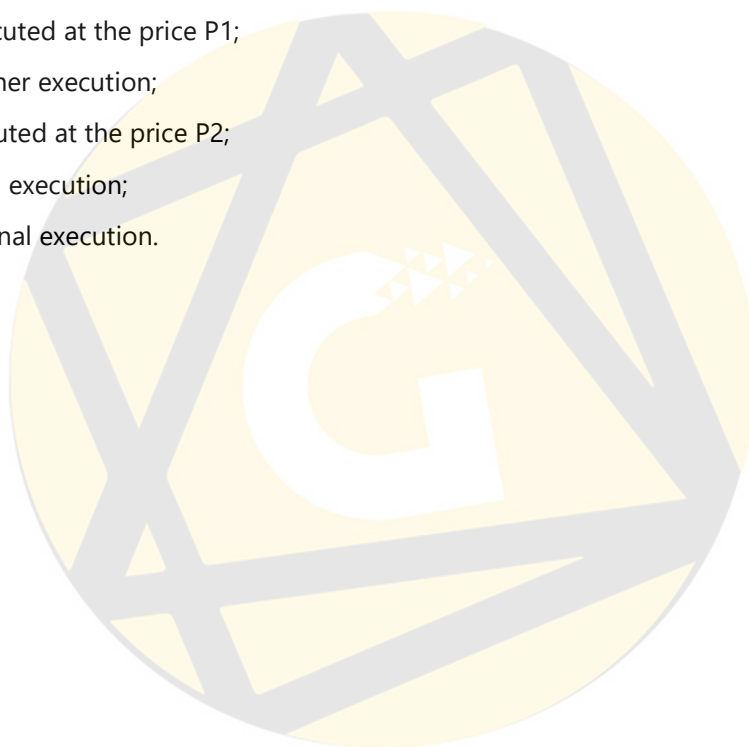 cuted at the price P1;
her execution;
uted at the price P2;
execution;
nal execution.
G